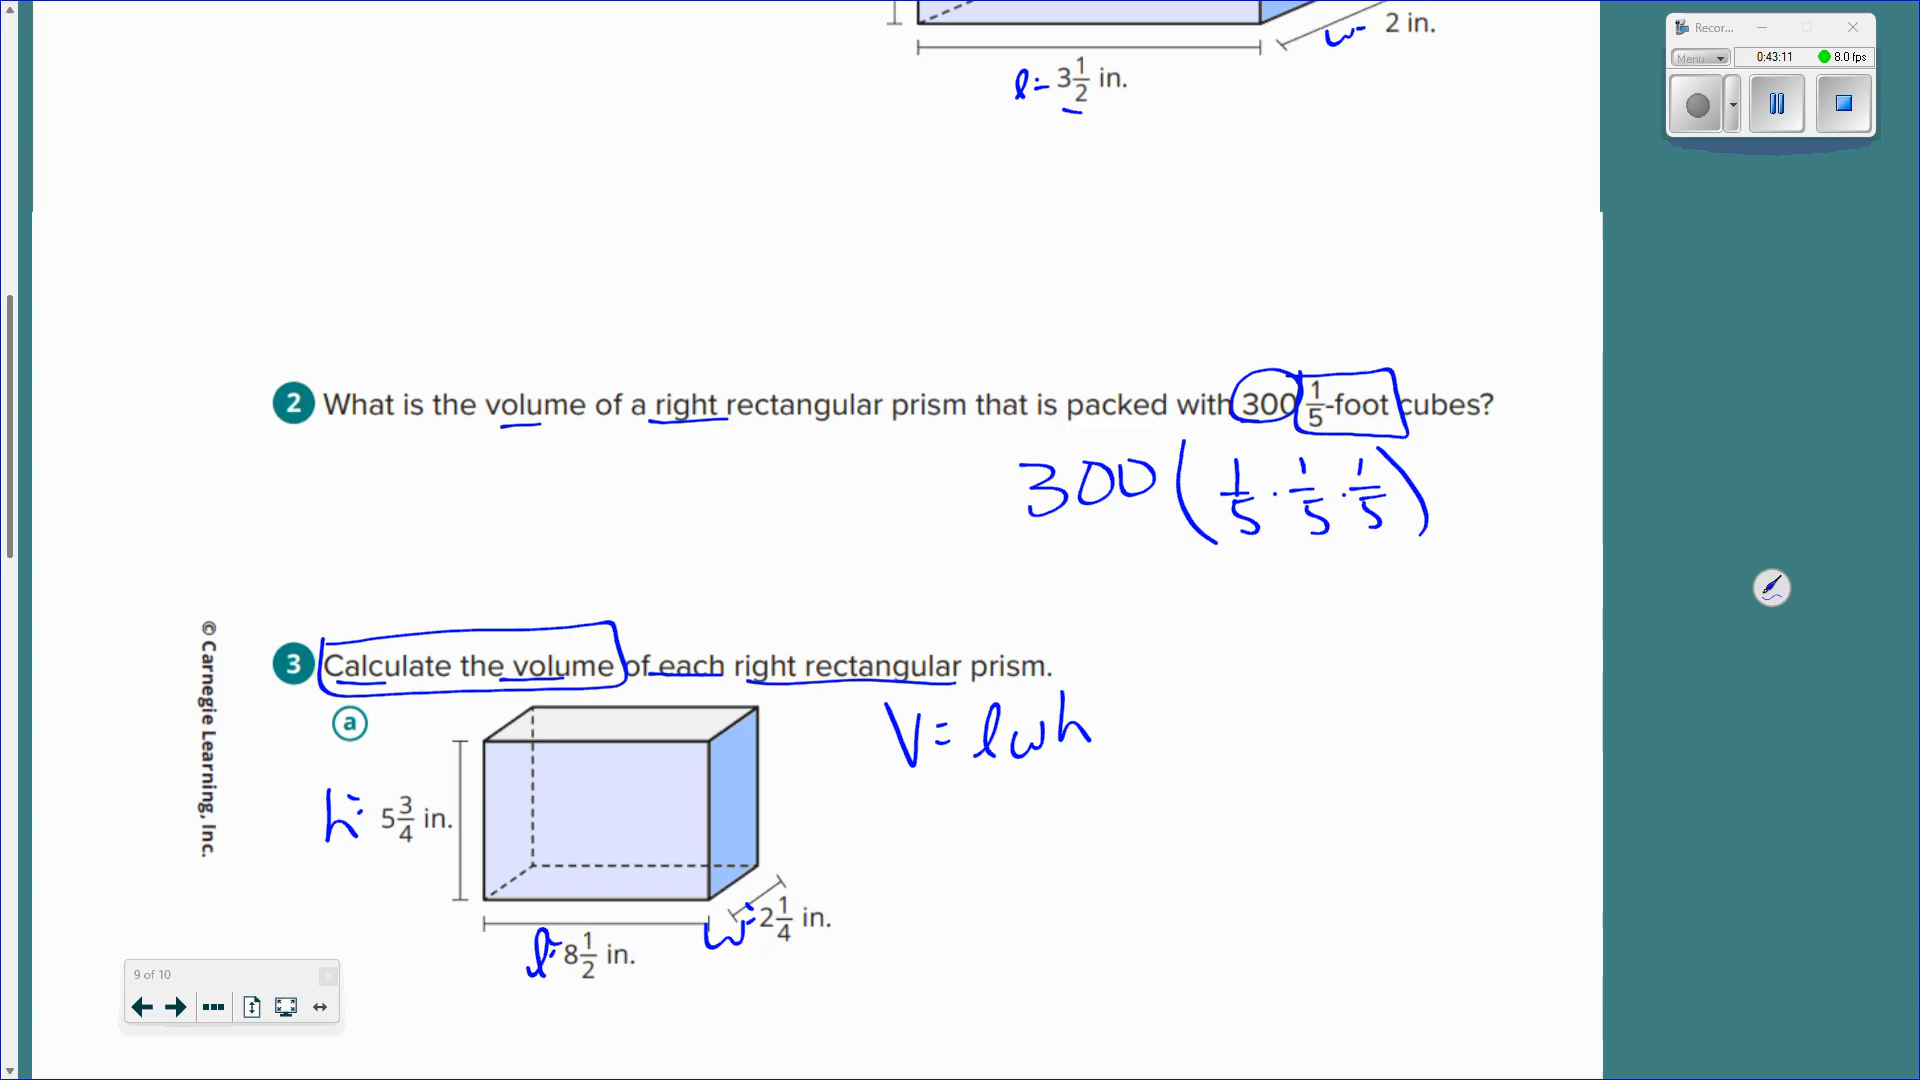 w= 2 in.
l= 3 1/2 in.
Recor...
Menu
0:43:11
8.0 fps
2 What is the volume of a right rectangular prism that is packed with 300 1/5-foot cubes?
300 (1/5 · 1/5 · 1/5)
3 Calculate the volume of each right rectangular prism.
a
V = lwh
h= 5 3/4 in.
w= 2 1/4 in.
l= 8 1/2 in.
© Carnegie Learning, Inc.
9 of 10